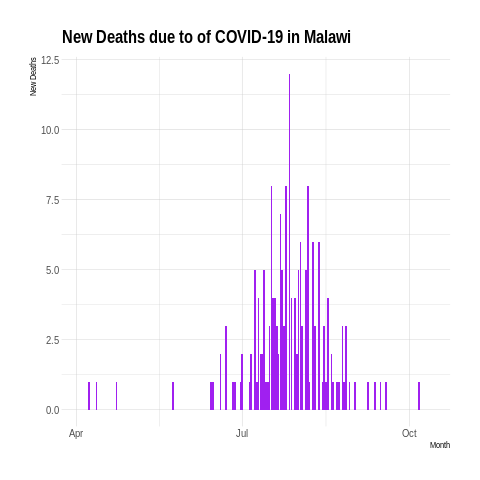 New Deaths due to of COVID-19 in Malawi
New Deaths
12.5
10.0
7.5
5.0
2.5
0.0
Apr
Jul
Oct
Month